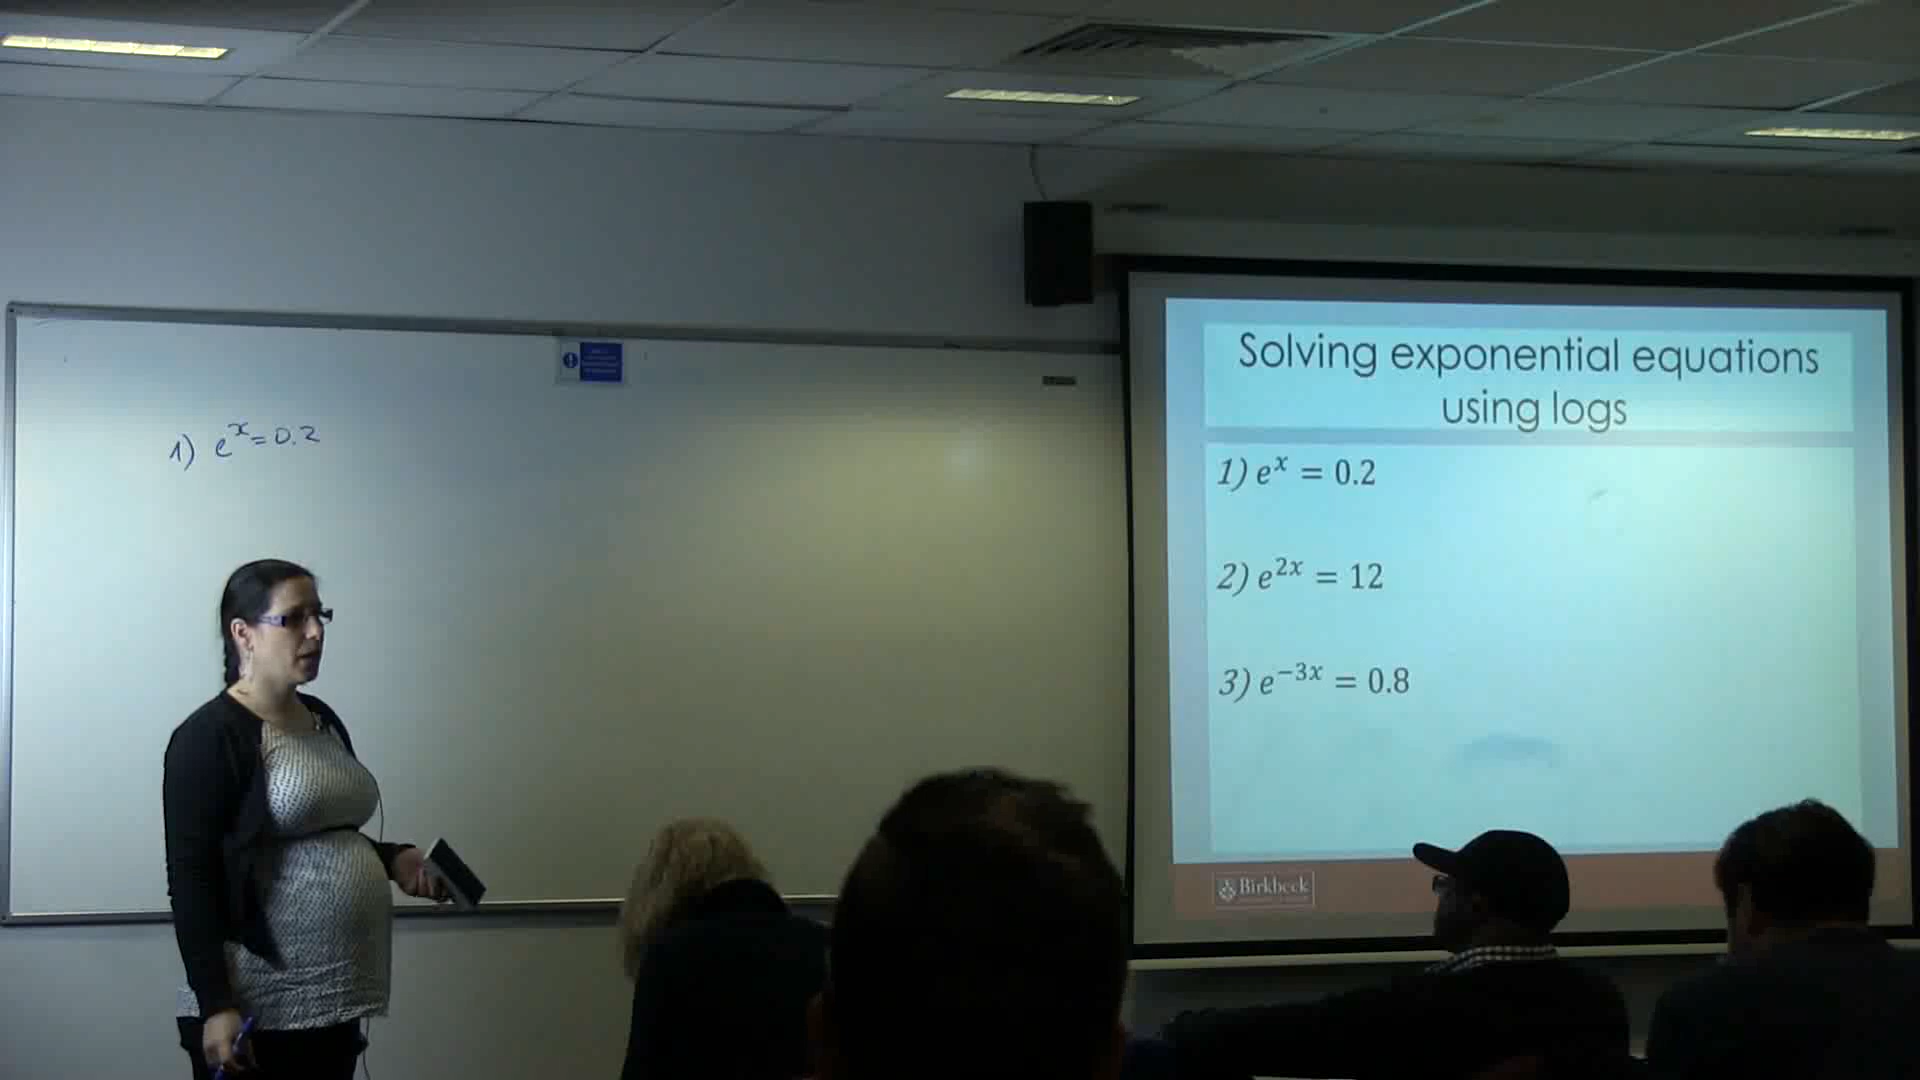 1) e^x = 0.2
Solving exponential equations
using logs
1) e^x = 0.2
2) e^{2x} = 12
3) e^{-3x} = 0.8
Birkbeck